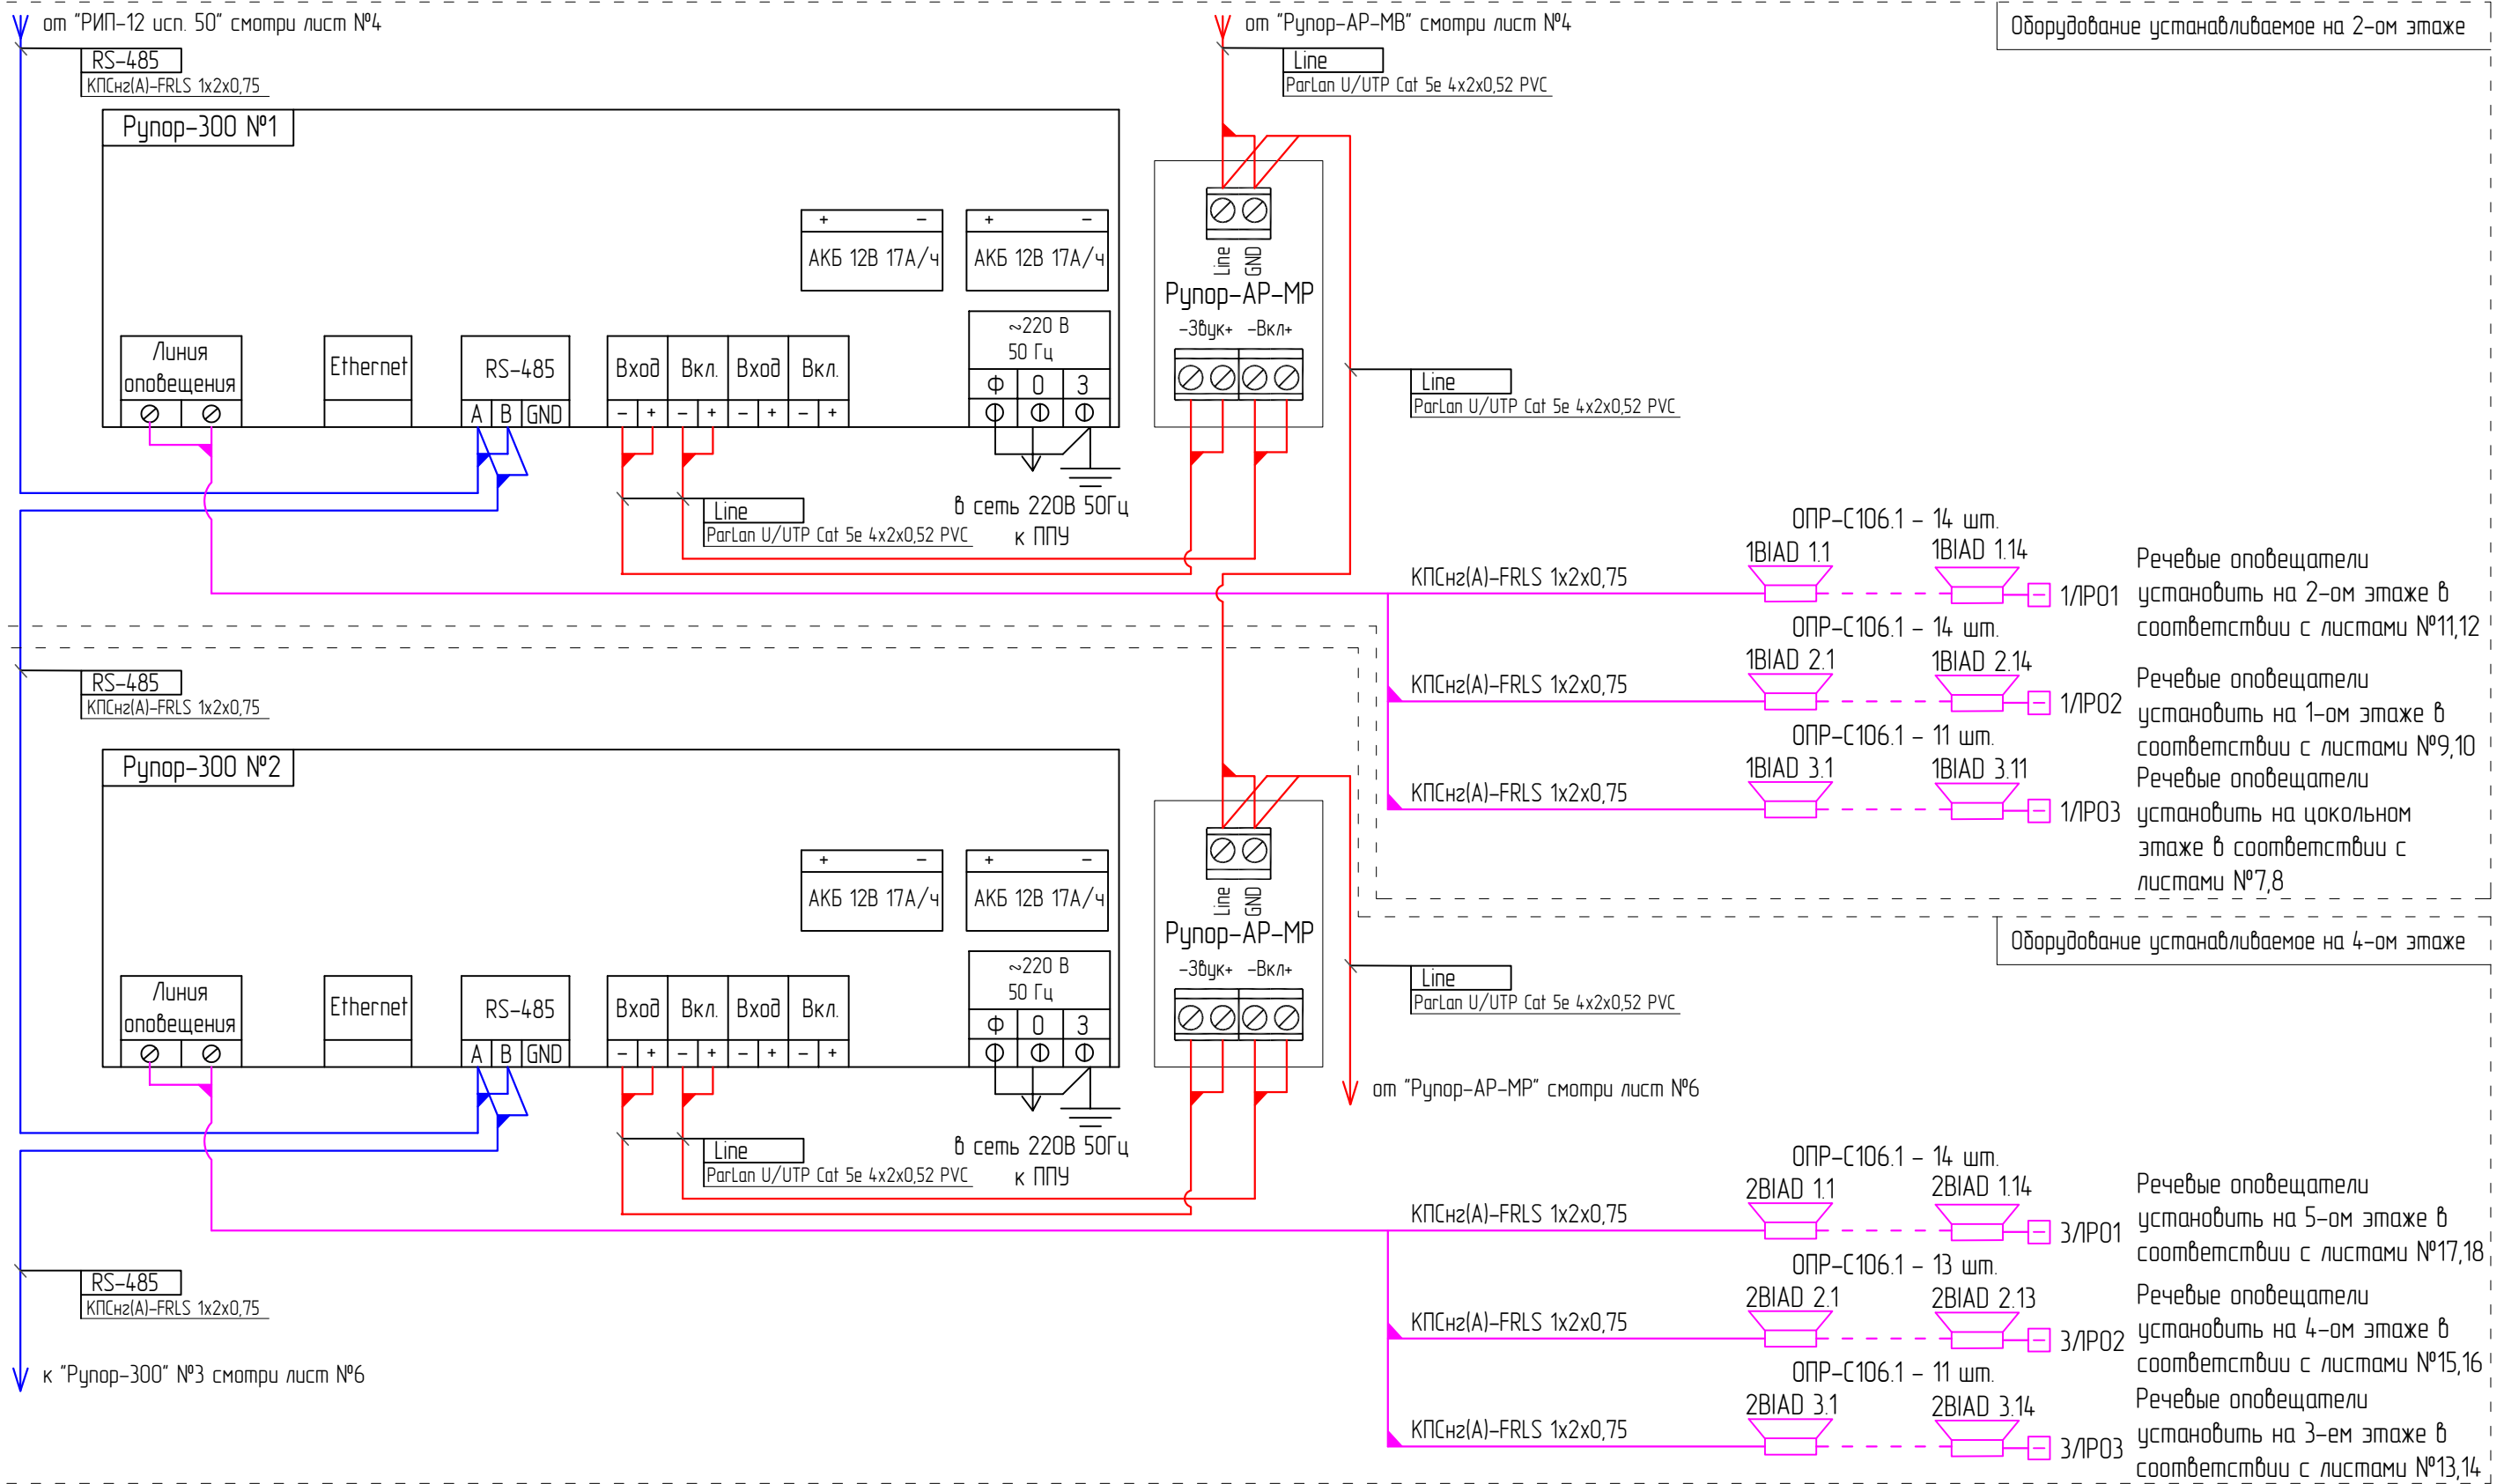 от "РИП-12 исп. 50" смотри лист №4
от "Рупор-АР-МВ" смотри лист №4
Оборудование устанавливаемое на 2-ом этаже
RS-485
КПСнг(А)-FRLS 1х2х0,75
Line
ParLan U/UTP Cat 5e 4x2x0,52 PVC
Рупор-300 №1
+ −
АКБ 12В 17А/ч
+ −
АКБ 12В 17А/ч
Line
GND
Рупор-АР-МР
-Звук+ -Вкл+
Линия
оповещения
Ethernet
RS-485
A B GND
Вход Вкл. Вход Вкл.
− + − + − + − +
~220 В
50 Гц
Ф 0 З
Line
ParLan U/UTP Cat 5e 4x2x0,52 PVC
Line
ParLan U/UTP Cat 5e 4x2x0,52 PVC
в сеть 220В 50Гц
к ППУ
ОПР-С106.1 - 14 шт.
КПСнг(А)-FRLS 1х2х0,75
1BIAD 1.1
1BIAD 1.14
1ЛРО1
Речевые оповещатели
установить на 2-ом этаже в
соответствии с листами №11,12
ОПР-С106.1 - 14 шт.
КПСнг(А)-FRLS 1х2х0,75
1BIAD 2.1
1BIAD 2.14
1ЛРО2
Речевые оповещатели
установить на 1-ом этаже в
соответствии с листами №9,10
ОПР-С106.1 - 11 шт.
КПСнг(А)-FRLS 1х2х0,75
1BIAD 3.1
1BIAD 3.11
1ЛРО3
Речевые оповещатели
установить на цокольном
этаже в соответствии с
листами №7,8
RS-485
КПСнг(А)-FRLS 1х2х0,75
Оборудование устанавливаемое на 4-ом этаже
Рупор-300 №2
+ −
АКБ 12В 17А/ч
+ −
АКБ 12В 17А/ч
Line
GND
Рупор-АР-МР
-Звук+ -Вкл+
Линия
оповещения
Ethernet
RS-485
A B GND
Вход Вкл. Вход Вкл.
− + − + − + − +
~220 В
50 Гц
Ф 0 З
Line
ParLan U/UTP Cat 5e 4x2x0,52 PVC
от "Рупор-АР-МР" смотри лист №6
Line
ParLan U/UTP Cat 5e 4x2x0,52 PVC
в сеть 220В 50Гц
к ППУ
ОПР-С106.1 - 14 шт.
КПСнг(А)-FRLS 1х2х0,75
2BIAD 1.1
2BIAD 1.14
3ЛРО1
Речевые оповещатели
установить на 5-ом этаже в
соответствии с листами №17,18
ОПР-С106.1 - 13 шт.
КПСнг(А)-FRLS 1х2х0,75
2BIAD 2.1
2BIAD 2.13
3ЛРО2
Речевые оповещатели
установить на 4-ом этаже в
соответствии с листами №15,16
ОПР-С106.1 - 11 шт.
КПСнг(А)-FRLS 1х2х0,75
2BIAD 3.1
2BIAD 3.14
3ЛРО3
Речевые оповещатели
установить на 3-ем этаже в
соответствии с листами №13,14
RS-485
КПСнг(А)-FRLS 1х2х0,75
к "Рупор-300" №3 смотри лист №6